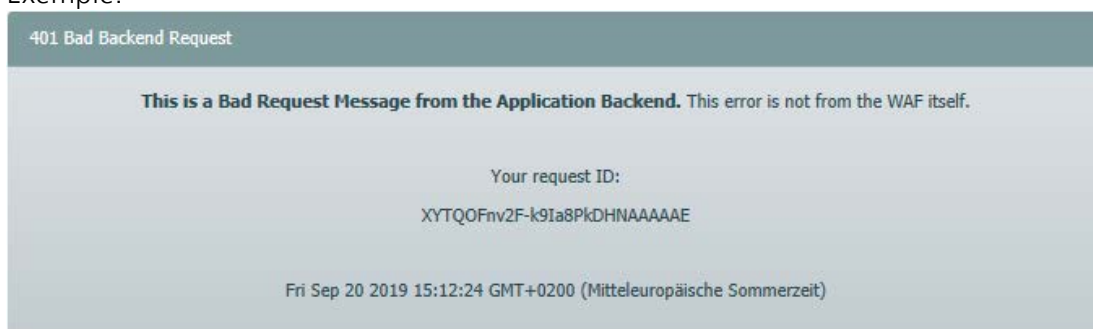 Exemple:
401 Bad Backend Request
This is a Bad Request Message from the Application Backend. This error is not from the WAF itself.
Your request ID:
XYTQOFnv2F-k9Ia8PkDHNAAAAAE
Fri Sep 20 2019 15:12:24 GMT+0200 (Mitteleuropäische Sommerzeit)